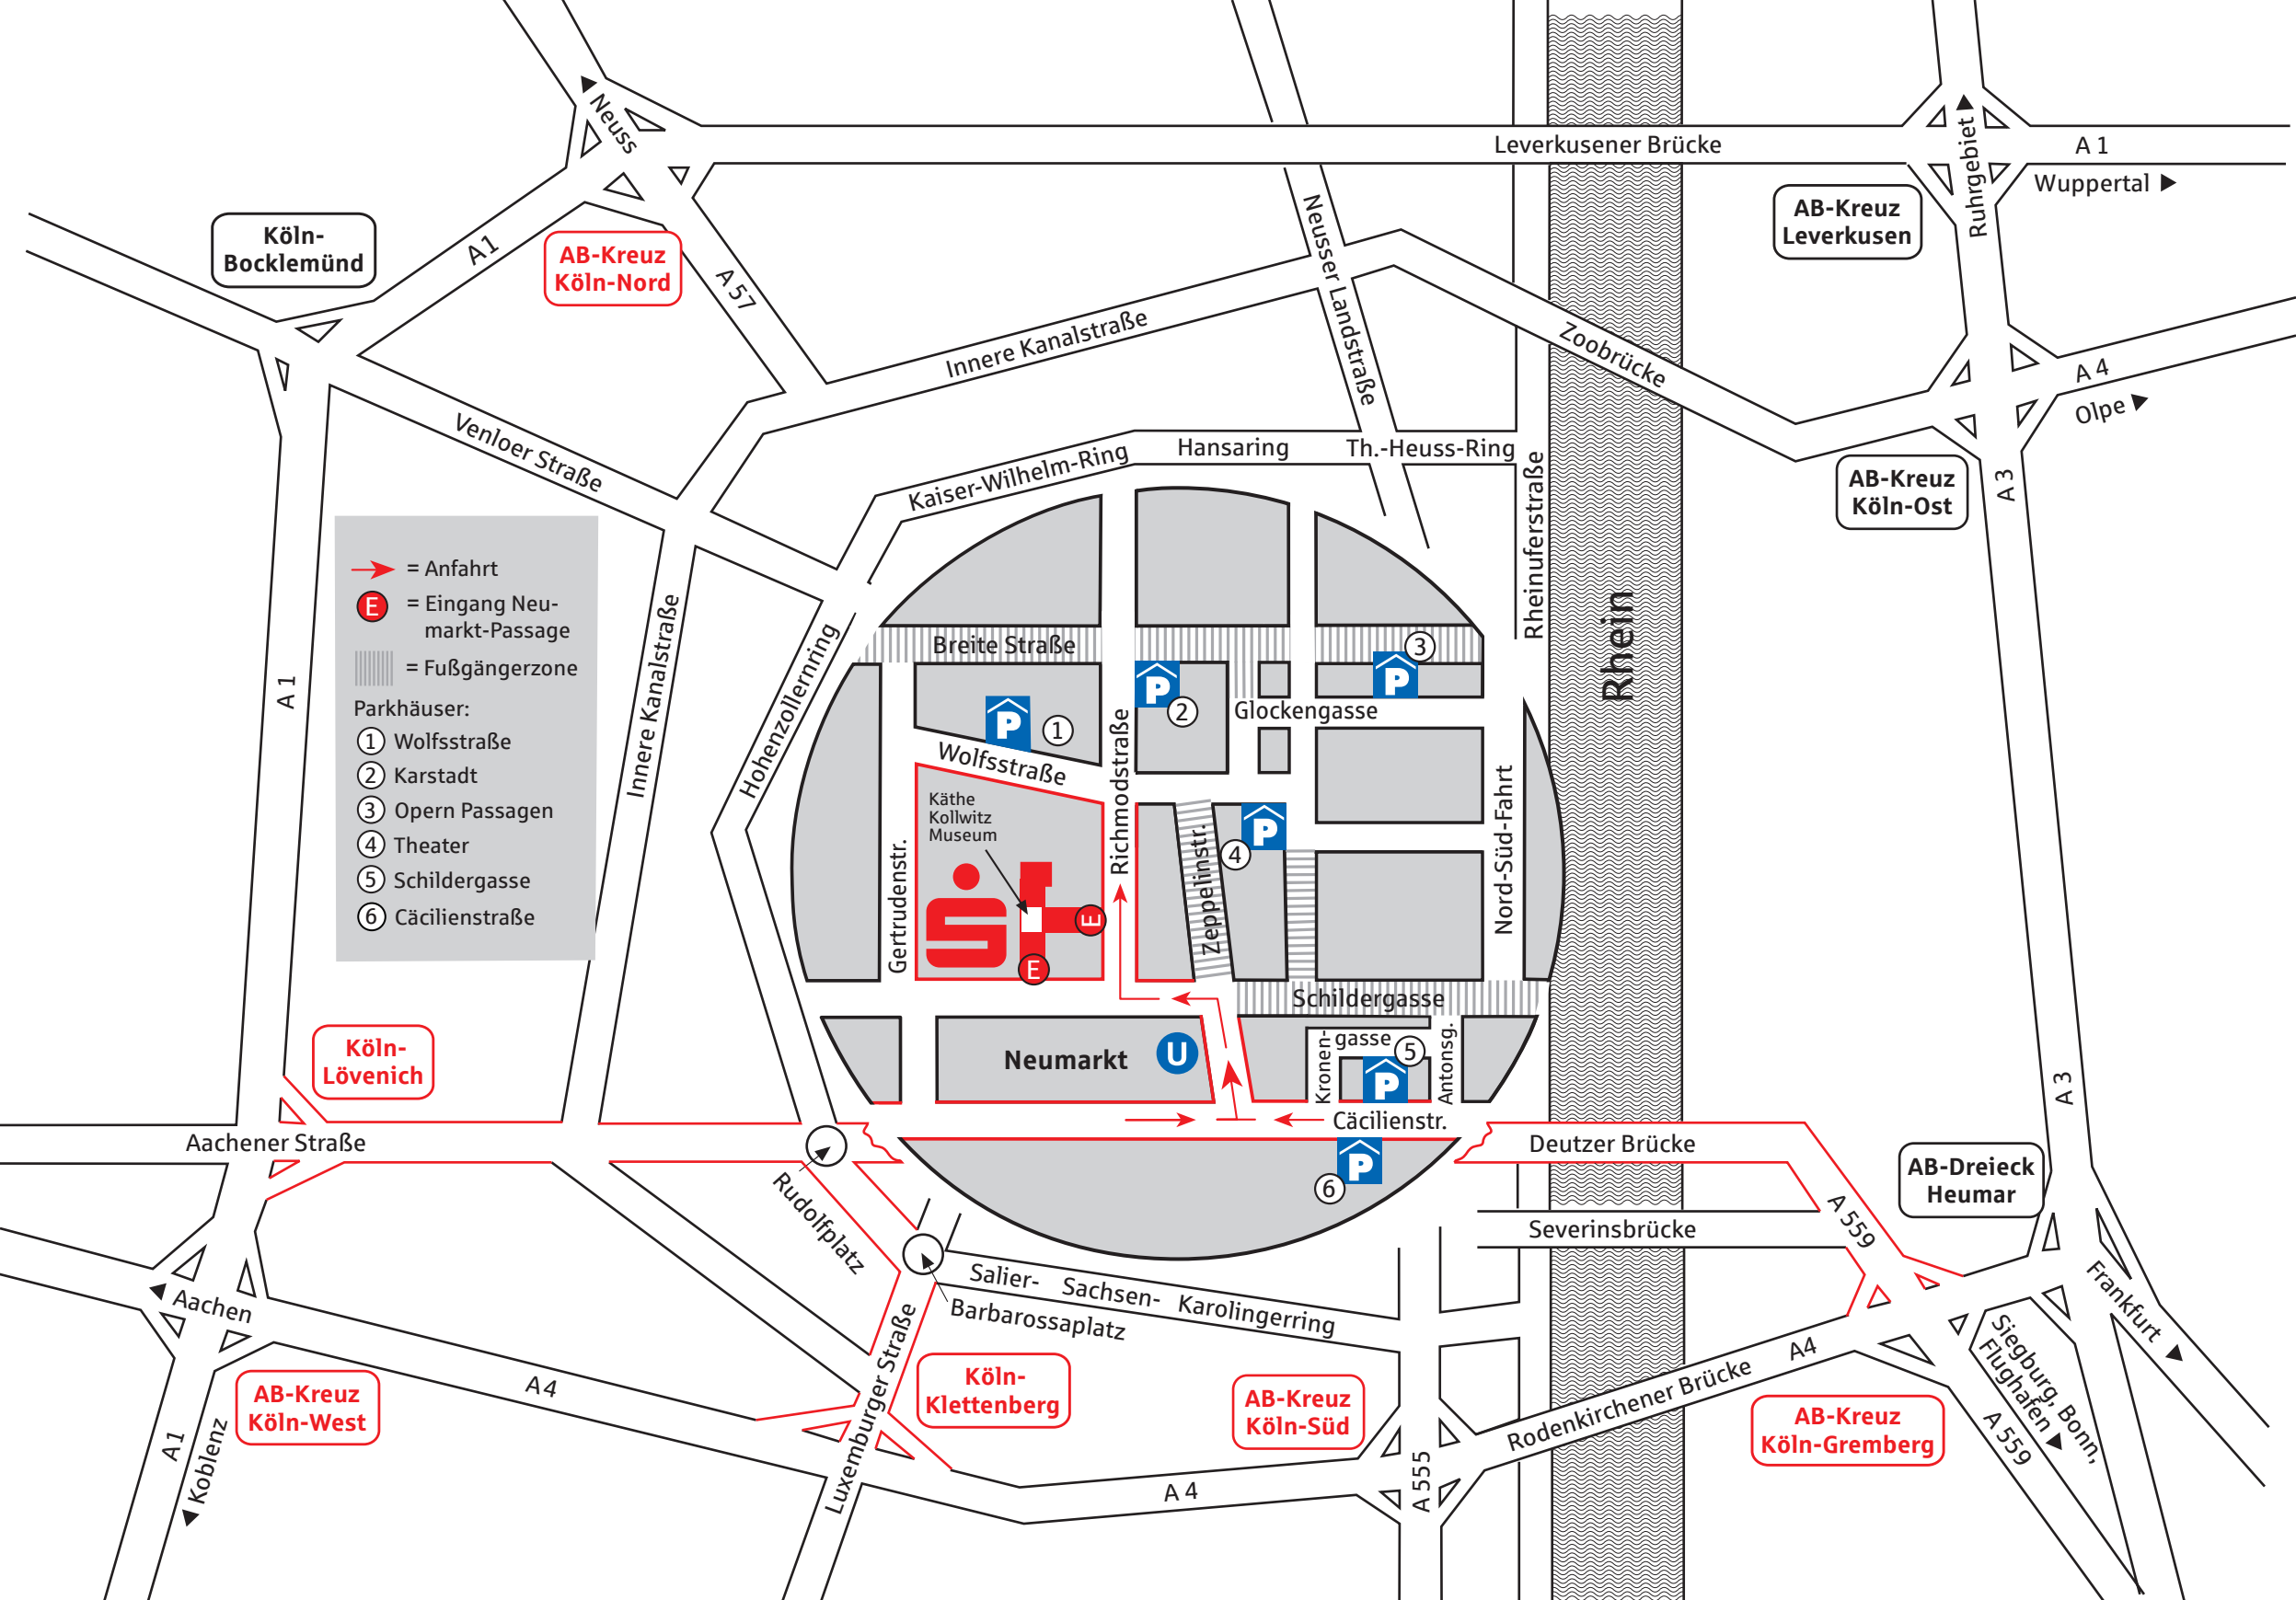 Neuss
Leverkusener Brücke
Ruhrgebiet
A 1
Wuppertal
Köln-
Bocklemünd
A 1
AB-Kreuz
Köln-Nord
A 57
AB-Kreuz
Leverkusen
Neusser Landstraße
Innere Kanalstraße
Zoobrücke
A 4
Olpe
Venloer Straße
Kaiser-Wilhelm-Ring
Hansaring
Th.-Heuss-Ring
Rheinuferstraße
AB-Kreuz
Köln-Ost
A 3
= Anfahrt
E = Eingang Neu-
markt-Passage
= Fußgängerzone
Parkhäuser:
1 Wolfsstraße
2 Karstadt
3 Opern Passagen
4 Theater
5 Schildergasse
6 Cäcilienstraße
A 1
Innere Kanalstraße
Hohenzollernring
Breite Straße
P
1
P
2
P
3
Glockengasse
Wolfsstraße
Richmodstraße
Käthe
Kollwitz
Museum
Gertrudenstr.
E
E
Zeppelinstr.
P
4
Nord-Süd-Fahrt
Rhein
Schildergasse
Neumarkt
U
Kronen-
gasse
5
P
Antonsg.
Cäcilienstr.
P
6
Köln-
Lövenich
Aachener Straße
Rudolfplatz
Deutzer Brücke
Severinsbrücke
A 559
A 3
AB-Dreieck
Heumar
Frankfurt
Aachen
Salier- Sachsen- Karolingerring
Barbarossaplatz
Luxemburger Straße
Köln-
Klettenberg
AB-Kreuz
Köln-West
A 4
A 1
Koblenz
AB-Kreuz
Köln-Süd
A 4
A 555
Rodenkirchener Brücke
A4
AB-Kreuz
Köln-Gremberg
Siegburg, Bonn,
Flughafen
A 559